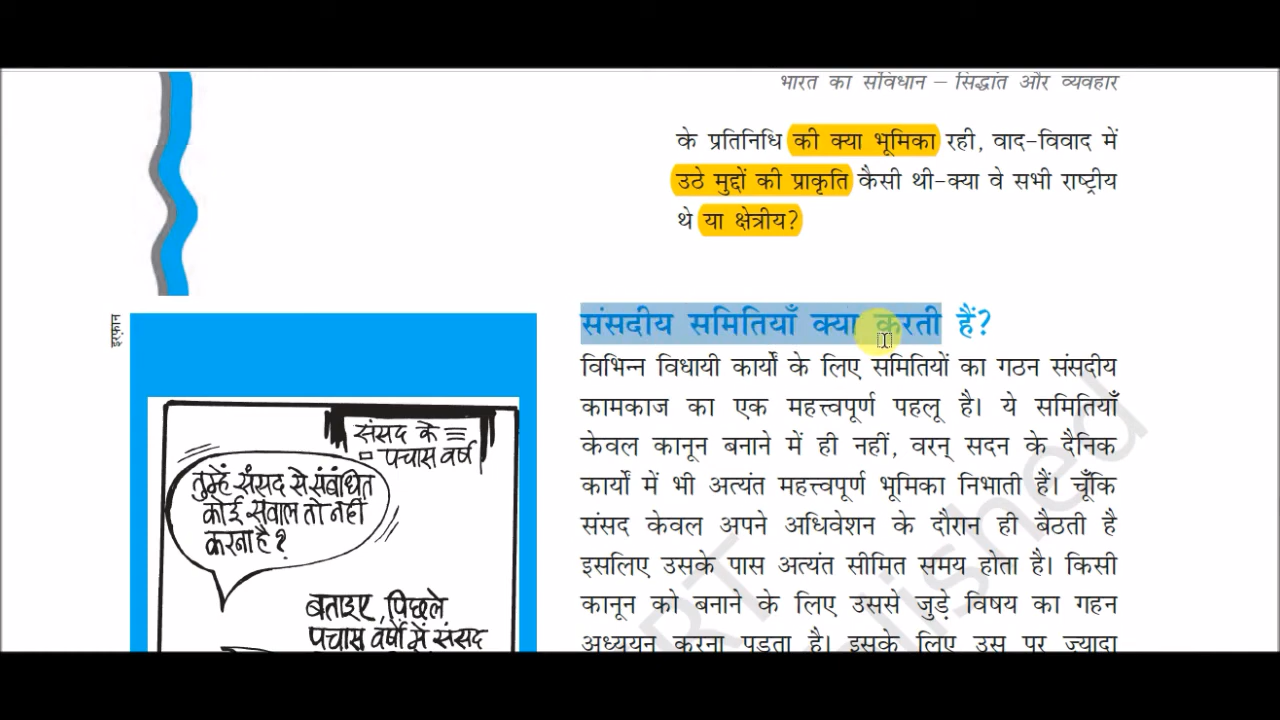 भारत का संविधान – सिद्धांत और व्यवहार
के प्रतिनिधि की क्या भूमिका रही, वाद-विवाद में
उठे मुद्दों की प्राकृति कैसी थी-क्या वे सभी राष्ट्रीय
थे या क्षेत्रीय?
इरफ़ान
संसद के
पचास वर्ष
तुम्हें संसद से संबंधित
कोई सवाल तो नहीं
करना है?
बताइए, पिछले
पचास वर्षों में संसद
संसदीय समितियाँ क्या करती हैं?
विभिन्न विधायी कार्यों के लिए समितियों का गठन संसदीय
कामकाज का एक महत्त्वपूर्ण पहलू है। ये समितियाँ
केवल कानून बनाने में ही नहीं, वरन् सदन के दैनिक
कार्यों में भी अत्यंत महत्त्वपूर्ण भूमिका निभाती हैं। चूँकि
संसद केवल अपने अधिवेशन के दौरान ही बैठती है
इसलिए उसके पास अत्यंत सीमित समय होता है। किसी
कानून को बनाने के लिए उससे जुड़े विषय का गहन
अध्ययन करना पड़ता है। इसके लिए उस पर ज्यादा